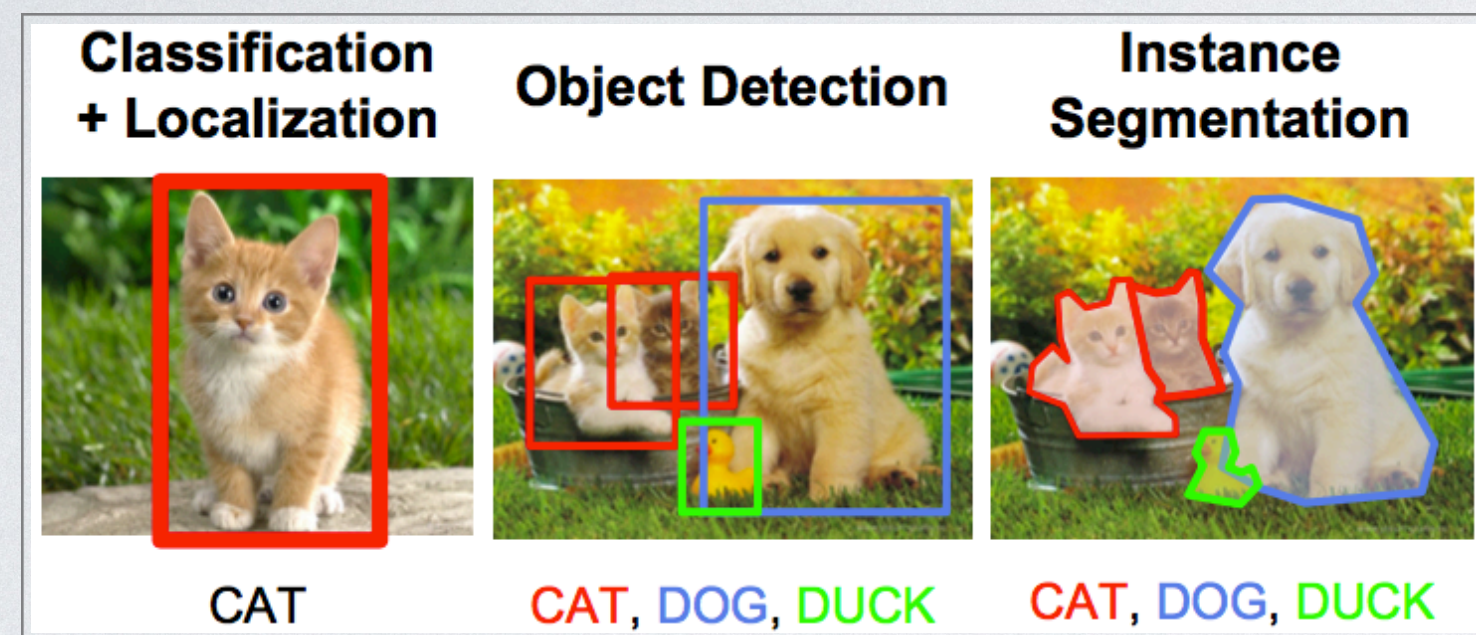 Classification
+ Localization
Object Detection
Instance
Segmentation
CAT
CAT, DOG, DUCK
CAT, DOG, DUCK